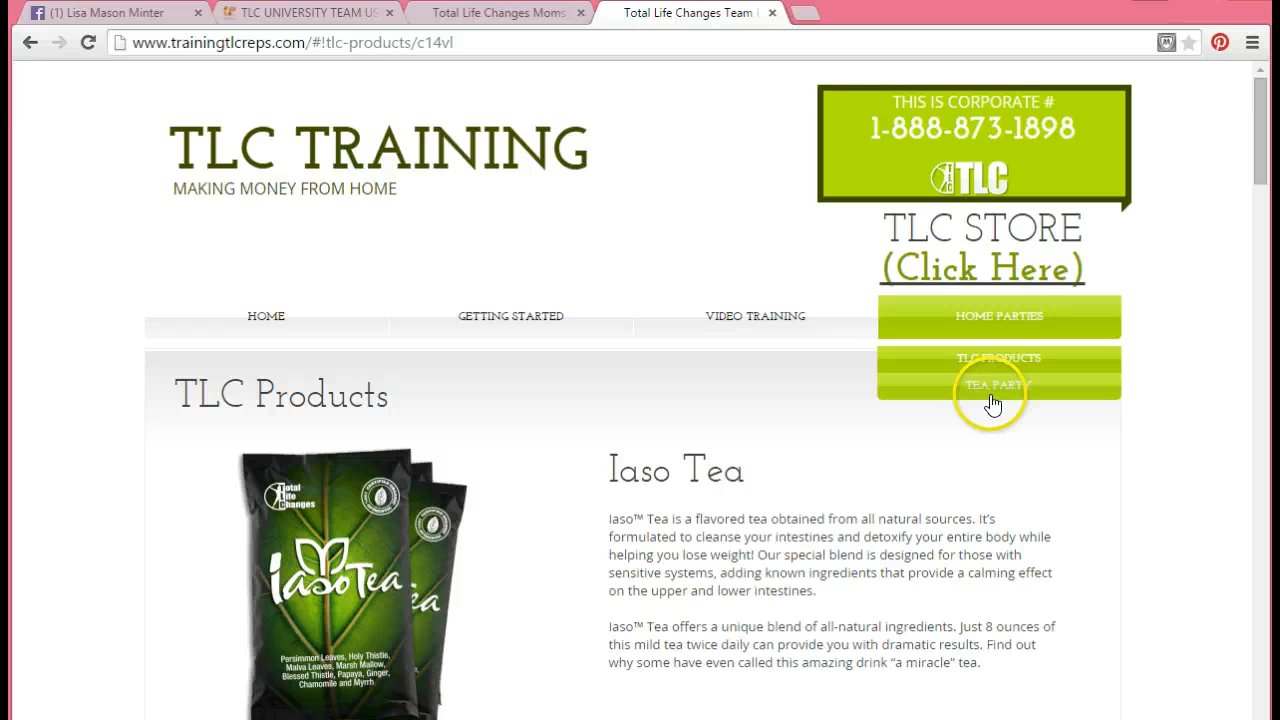 (1) Lisa Mason Minter
TLC UNIVERSITY TEAM US
Total Life Changes Moms
Total Life Changes Team
www.trainingtlcreps.com/#!tlc-products/c14vl
TLC TRAINING
MAKING MONEY FROM HOME
THIS IS CORPORATE #
1-888-873-1898
TLC
TLC STORE
(Click Here)
HOME
GETTING STARTED
VIDEO TRAINING
HOME PARTIES
TLC PRODUCTS
TEA PARTY
TLC Products
Total
Life
Changes
IasoTea
Persimmon Leaves, Holy Thistle,
Malva Leaves, Marsh Mallow,
Blessed Thistle, Papaya, Ginger,
Chamomile and Myrrh
Iaso Tea
Iaso™ Tea is a flavored tea obtained from all natural sources. It’s
formulated to cleanse your intestines and detoxify your entire body while
helping you lose weight! Our special blend is designed for those with
sensitive systems, adding known ingredients that provide a calming effect
on the upper and lower intestines.
Iaso™ Tea offers a unique blend of all-natural ingredients. Just 8 ounces of
this mild tea twice daily can provide you with dramatic results. Find out
why some have even called this amazing drink “a miracle” tea.